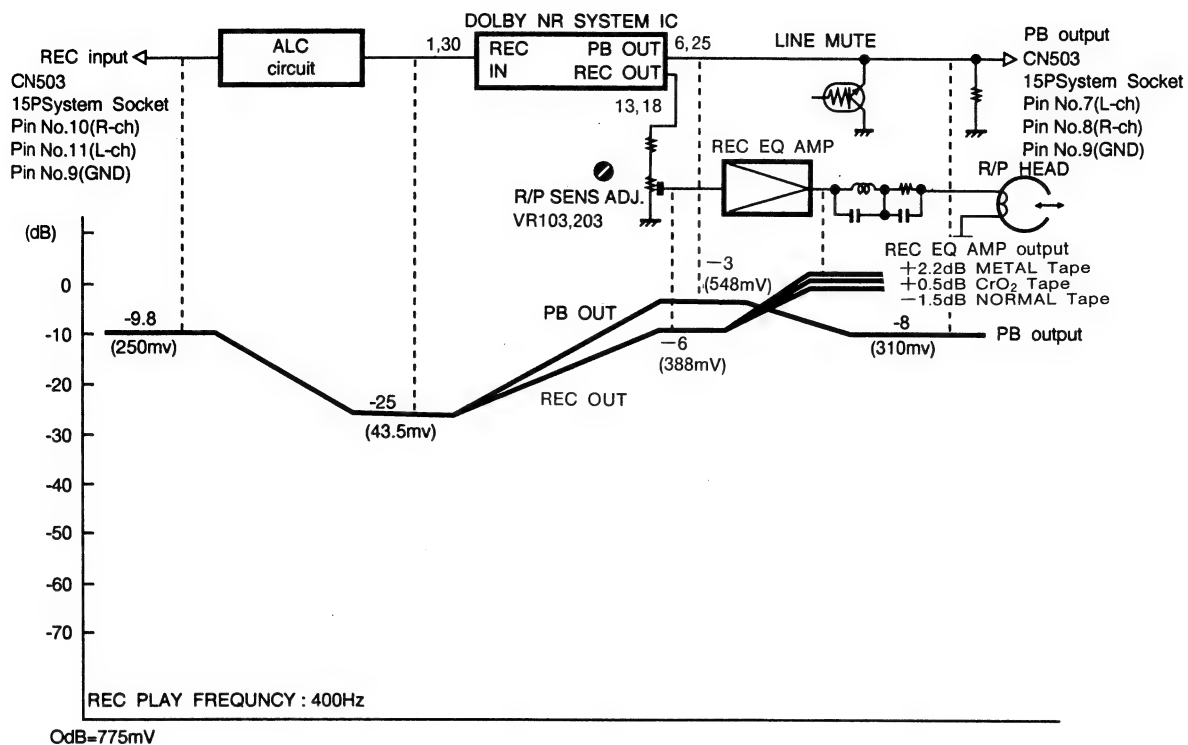 DOLBY NR SYSTEM IC
REC input
CN503
15PSystem Socket
Pin No.10(R-ch)
Pin No.11(L-ch)
Pin No.9(GND)
ALC
circuit
1,30
REC
IN
PB OUT
REC OUT
6,25
13,18
LINE MUTE
PB output
CN503
15PSystem Socket
Pin No.7(L-ch)
Pin No.8(R-ch)
Pin No.9(GND)
R/P HEAD
REC EQ AMP
R/P SENS ADJ.
VR103,203
REC EQ AMP output
+2.2dB METAL Tape
+0.5dB CrO₂ Tape
−1.5dB NORMAL Tape
(dB)
0
-10
-20
-30
-40
-50
-60
-70
-9.8
(250mv)
-25
(43.5mv)
PB OUT
REC OUT
−3
(548mV)
−6
(388mV)
-8
(310mv)
PB output
REC PLAY FREQUNCY : 400Hz
OdB=775mV